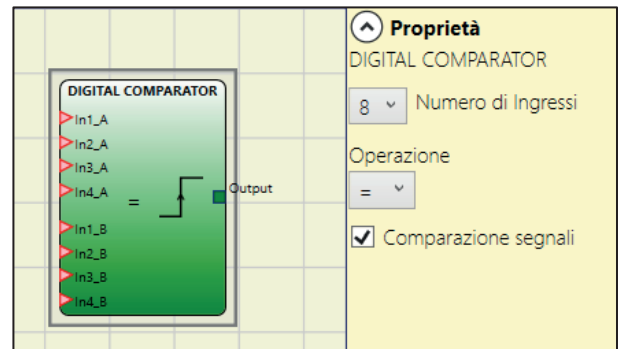 DIGITAL COMPARATOR
In1_A
In2_A
In3_A
In4_A
=
Output
In1_B
In2_B
In3_B
In4_B
Proprietà
DIGITAL COMPARATOR
8 Numero di Ingressi
Operazione
=
Comparazione segnali